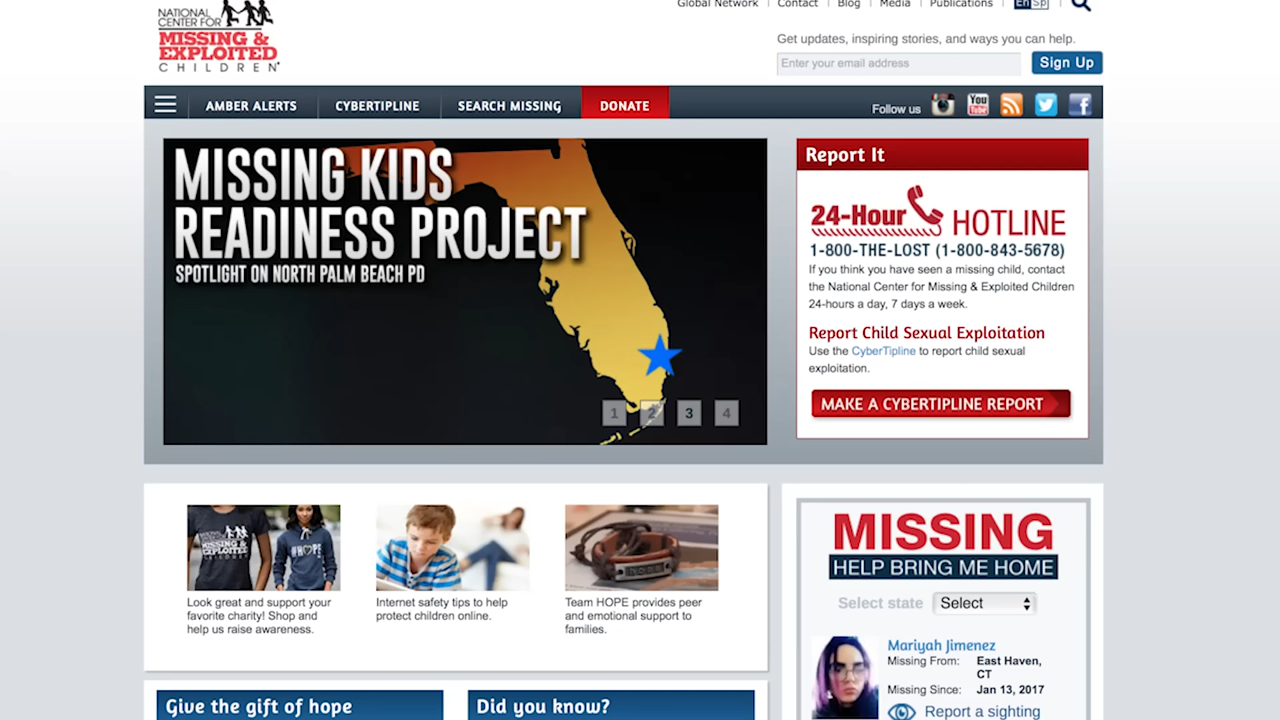 NATIONAL
CENTER FOR
MISSING &
EXPLOITED
CHILDREN
Global Network
Contact
Blog
Media
Publications
En Sp
Get updates, inspiring stories, and ways you can help.
Enter your email address
Sign Up
AMBER ALERTS
CYBERTIPLINE
SEARCH MISSING
DONATE
Follow us
You
Tube
MISSING KIDS
READINESS PROJECT
SPOTLIGHT ON NORTH PALM BEACH PD
1 2 3 4
Report It
24-Hour HOTLINE
1-800-THE-LOST (1-800-843-5678)
If you think you have seen a missing child, contact
the National Center for Missing & Exploited Children
24-hours a day, 7 days a week.
Report Child Sexual Exploitation
Use the CyberTipline to report child sexual
exploitation.
MAKE A CYBERTIPLINE REPORT
MISSING &
EXPLOITED
CHILDREN
#HOPE
HOPE
Look great and support your
favorite charity! Shop and
help us raise awareness.
Internet safety tips to help
protect children online.
Team HOPE provides peer
and emotional support to
families.
MISSING
HELP BRING ME HOME
Select state
Select
Mariyah Jimenez
Missing From: East Haven,
CT
Missing Since: Jan 13, 2017
Report a sighting
Give the gift of hope
Did you know?